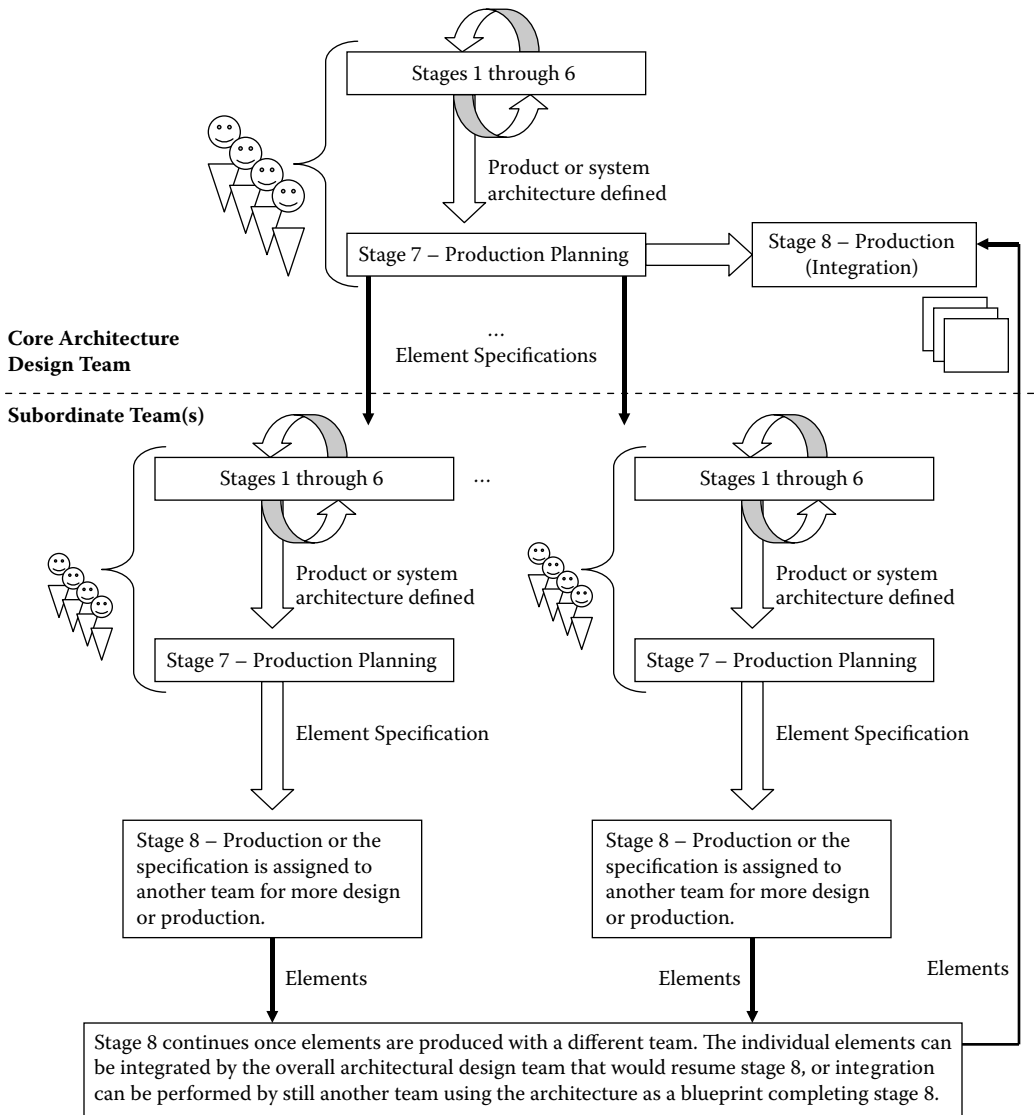 Stages 1 through 6
Product or system
architecture defined
Stage 7 – Production Planning
Stage 8 – Production
(Integration)
...
Element Specifications
Core Architecture
Design Team
Subordinate Team(s)
Stages 1 through 6
...
Stages 1 through 6
Product or system
architecture defined
Product or system
architecture defined
Stage 7 – Production Planning
Stage 7 – Production Planning
Element Specification
Element Specification
Stage 8 – Production or the
specification is assigned to
another team for more design
or production.
Stage 8 – Production or the
specification is assigned to
another team for more design
or production.
Elements
Elements
Elements
Stage 8 continues once elements are produced with a different team. The individual elements can
be integrated by the overall architectural design team that would resume stage 8, or integration
can be performed by still another team using the architecture as a blueprint completing stage 8.